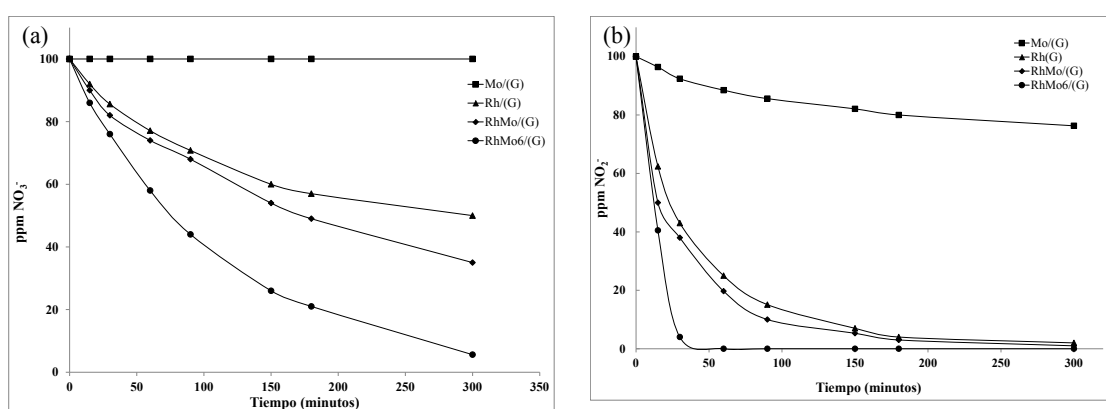 (a)
100
80
60
40
20
0
ppm NO₃⁻
0 50 100 150 200 250 300 350
Tiempo (minutos)
Mo/(G)
Rh/(G)
RhMo/(G)
RhMo6/(G)
(b)
100
80
60
40
20
0
ppm NO₂⁻
0 50 100 150 200 250 300
Tiempo (minutos)
Mo/(G)
Rh(G)
RhMo/(G)
RhMo6/(G)